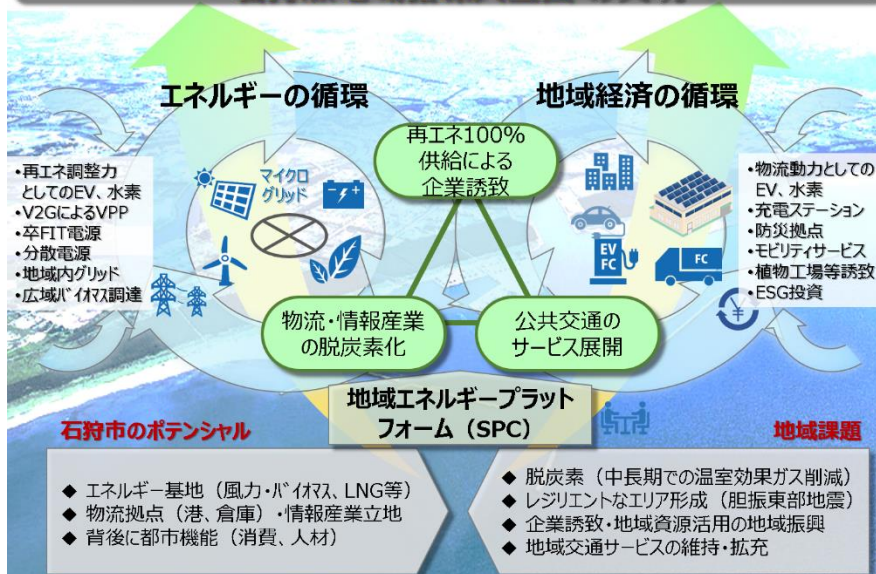 エネルギーの循環
地域経済の循環
再エネ100%
供給による
企業誘致
・再エネ調整力
としてのEV、水素
・V2GによるVPP
・卒FIT電源
・分散電源
・地域内グリッド
・広域バイオマス調達
マイクロ
グリッド
EV
FC
FC
・物流動力としての
EV、水素
・充電ステーション
・防災拠点
・モビリティサービス
・植物工場等誘致
・ESG投資
¥
物流・情報産業
の脱炭素化
公共交通の
サービス展開
地域エネルギープラット
フォーム（SPC）
石狩市のポテンシャル
地域課題
◆ エネルギー基地（風力・バイオマス、LNG等）
◆ 物流拠点（港、倉庫）・情報産業立地
◆ 背後に都市機能（消費、人材）
◆ 脱炭素（中長期での温室効果ガス削減）
◆ レジリエントなエリア形成（胆振東部地震）
◆ 企業誘致・地域資源活用の地域振興
◆ 地域交通サービスの維持・拡充